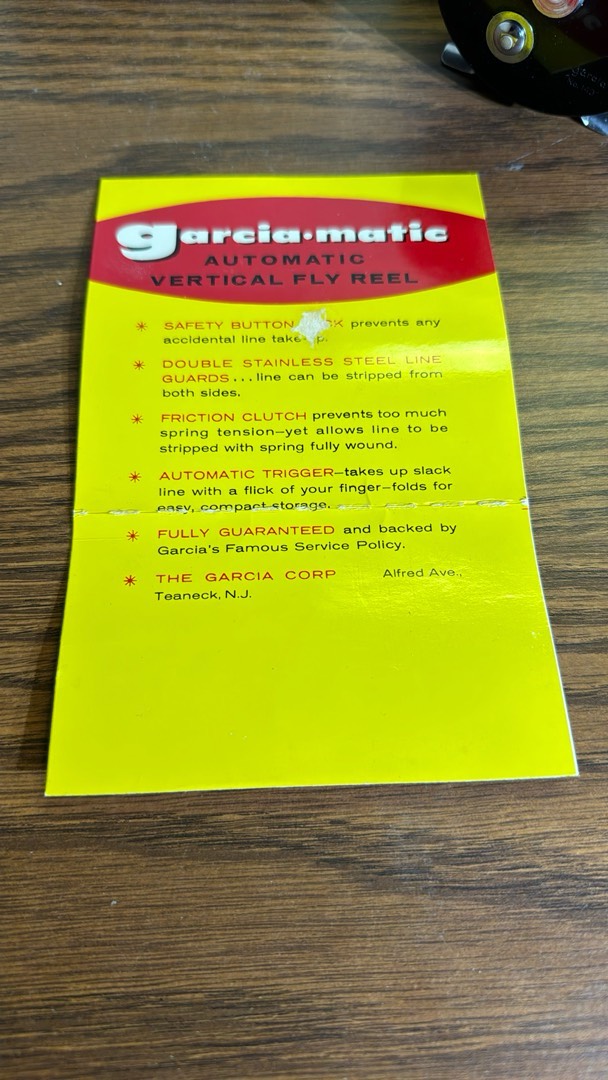 garcia·matic
AUTOMATIC
VERTICAL FLY REEL
* SAFETY BUTTON prevents any
accidental line take-up.
* DOUBLE STAINLESS STEEL LINE
GUARDS...line can be stripped from
both sides.
* FRICTION CLUTCH prevents too much
spring tension—yet allows line to be
stripped with spring fully wound.
* AUTOMATIC TRIGGER—takes up slack
line with a flick of your finger—folds for
easy, compact storage.
* FULLY GUARANTEED and backed by
Garcia's Famous Service Policy.
* THE GARCIA CORP Alfred Ave.,
Teaneck, N.J.